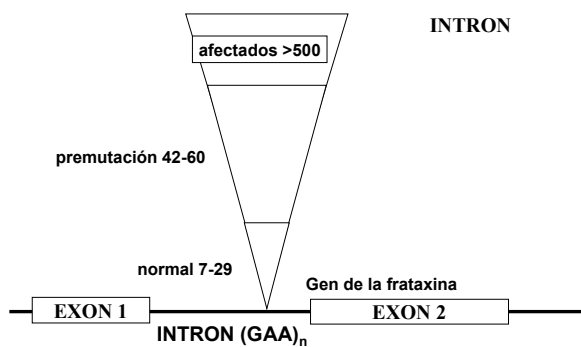 INTRON
afectados >500
premutación 42-60
normal 7-29
Gen de la frataxina
EXON 1
EXON 2
INTRON (GAA)n